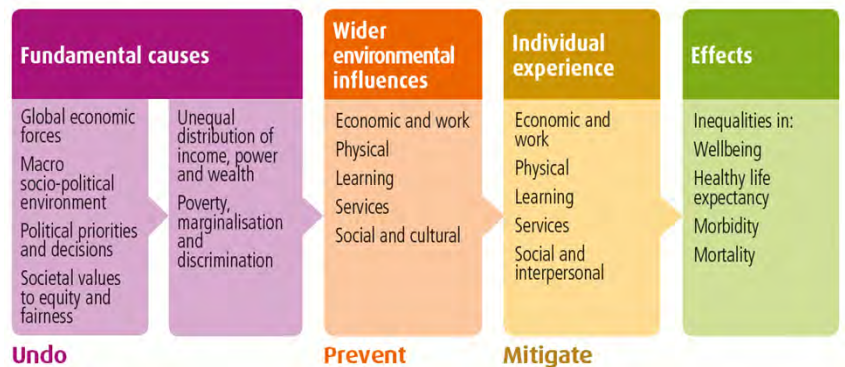 Fundamental causes
Global economic
forces
Macro
socio-political
environment
Political priorities
and decisions
Societal values
to equity and
fairness
Unequal
distribution of
income, power
and wealth
Poverty,
marginalisation
and
discrimination
Undo
Wider
environmental
influences
Economic and work
Physical
Learning
Services
Social and cultural
Prevent
Individual
experience
Economic and
work
Physical
Learning
Services
Social and
interpersonal
Mitigate
Effects
Inequalities in:
Wellbeing
Healthy life
expectancy
Morbidity
Mortality